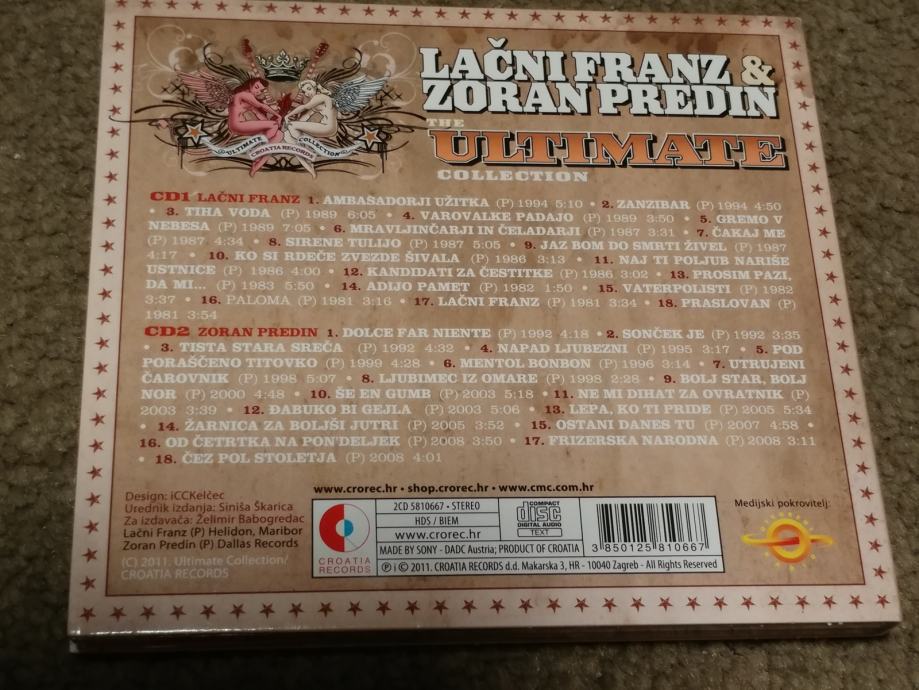 LAČNI FRANZ &
ZORAN PREDIN
THE
ULTIMATE
COLLECTION
ULTIMATE COLLECTION
CROATIA RECORDS
CD1 LAČNI FRANZ 1. AMBASADORJI UŽITKA (P) 1994 5:10 • 2. ZANZIBAR (P) 1994 4:50
• 3. TIHA VODA (P) 1989 6:05 • 4. VAROVALKE PADAJO (P) 1989 3:50 • 5. GREMO V
NEBESA (P) 1989 7:05 • 6. MRAVLJINČARJI IN ČELADARJI (P) 1987 3:31 • 7. ČAKAJ ME
(P) 1987 4:34 • 8. SIRENE TULIJO (P) 1987 5:05 • 9. JAZ BOM DO SMRTI ŽIVEL (P) 1987
4:17 • 10. KO SI RDEČE ZVEZDE ŠIVALA (P) 1986 3:13 • 11. NAJ TI POLJUB NARIŠE
USTNICE (P) 1986 4:00 • 12. KANDIDATI ZA ČESTITKE (P) 1986 3:02 • 13. PROSIM PAZI,
DA MI... (P) 1983 5:50 • 14. ADIJO PAMET (P) 1982 1:50 • 15. VATERPOLISTI (P) 1982
3:37 • 16. PALOMA (P) 1981 3:16 • 17. LAČNI FRANZ (P) 1981 3:34 • 18. PRASLOVAN (P)
1981 3:54
CD2 ZORAN PREDIN 1. DOLCE FAR NIENTE (P) 1992 4:18 • 2. SONČEK JE (P) 1992 3:35
• 3. TISTA STARA SREČA (P) 1992 4:32 • 4. NAPAD LJUBEZNI (P) 1995 3:17 • 5. POD
PORAŠČENO TITOVKO (P) 1999 4:28 • 6. MENTOL BONBON (P) 1996 3:14 • 7. UTRUJENI
ČAROVNIK (P) 1998 5:07 • 8. LJUBIMEC IZ OMARE (P) 1998 2:28 • 9. BOLJ STAR, BOLJ
NOR (P) 2000 4:48 • 10. ŠE EN GUMB (P) 2003 5:18 • 11. NE MI DIHAT ZA OVRATNIK (P)
2003 3:39 • 12. ĐABUKO BI GEJLA (P) 2003 5:06 • 13. LEPA, KO TI PRIDE (P) 2005 5:34
• 14. ŽARNICA ZA BOLJŠI JUTRI (P) 2005 3:52 • 15. OSTANI DANES TU (P) 2007 4:58 •
16. OD ČETRTKA NA PON'DELJEK (P) 2008 3:50 • 17. FRIZERSKA NARODNA (P) 2008 3:11
• 18. ČEZ POL STOLETJA (P) 2008 4:01
www.crorec.hr • shop.crorec.hr • www.cmc.com.hr
Design: iCCKelčec
Urednik izdanja: Siniša Škarica
Za izdavača: Želimir Babogredac
Lačni Franz (P) Helidon, Maribor
Zoran Predin (P) Dallas Records
(C) 2011. Ultimate Collection/
CROATIA RECORDS
CROATIA
RECORDS
2CD 5810667 • STEREO
HDS / BIEM
www.crorec.hr
COMPACT
disc
DIGITAL AUDIO
TEXT
MADE BY SONY - DADC Austria; PRODUCT OF CROATIA
Ⓟ i © 2011. CROATIA RECORDS d.d. Makarska 3, HR - 10040 Zagreb - All Rights Reserved
3 850125 810667
Medijski pokrovitelj: